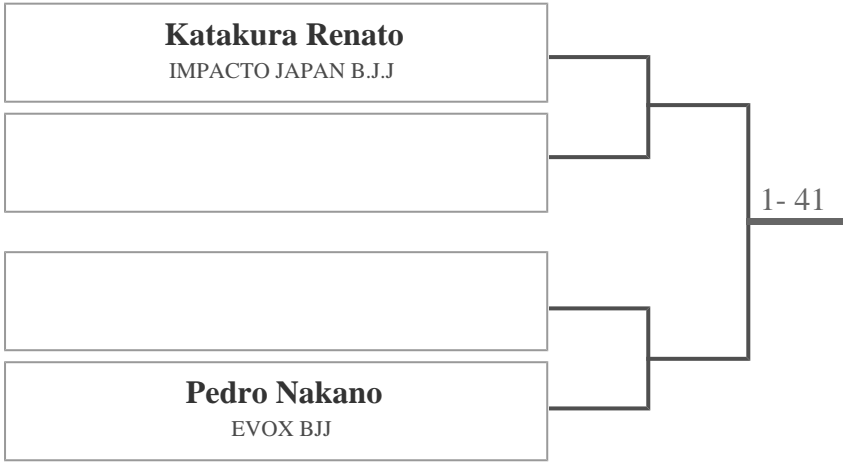 Katakura Renato
IMPACTO JAPAN B.J.J
1- 41
Pedro Nakano
EVOX BJJ